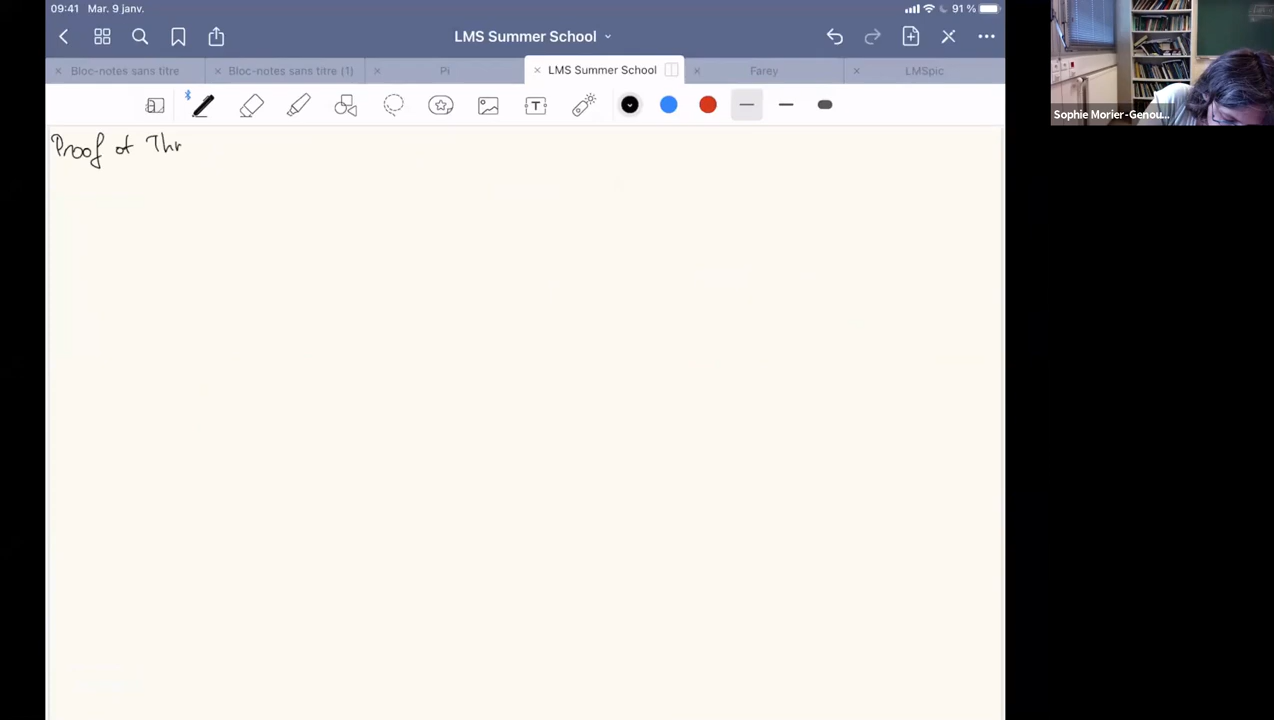 09:41 Mar. 9 janv. 91 %
LMS Summer School
Bloc-notes sans titre
Bloc-notes sans titre (1)
Pi
LMS Summer School
Farey
LMSpic
T
Proof of Thr
Sophie Morier-Genou...